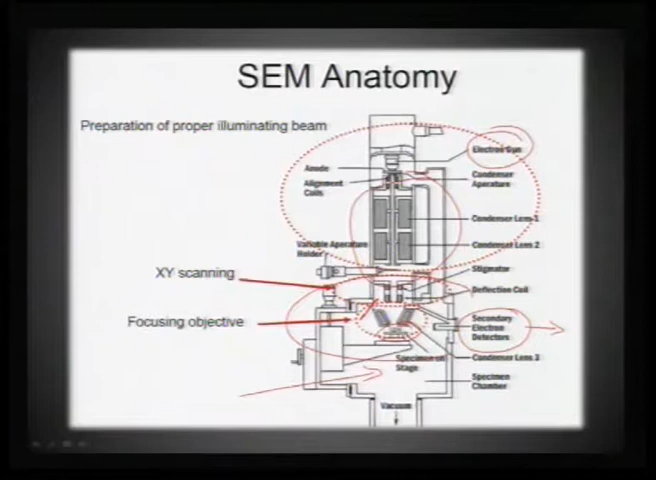 SEM Anatomy
Preparation of proper illuminating beam
Electron Gun
Anode
Condenser
Aperature
Alignment
Coils
Condenser Lens 1
Variable Aperature
Holder
Condenser Lens 2
XY scanning
Stigmator
Deflection Coil
Focusing objective
Secondary
Electron
Detectors
Condenser Lens 3
Specimen on
Stage
Specimen
Chamber
Vacuum